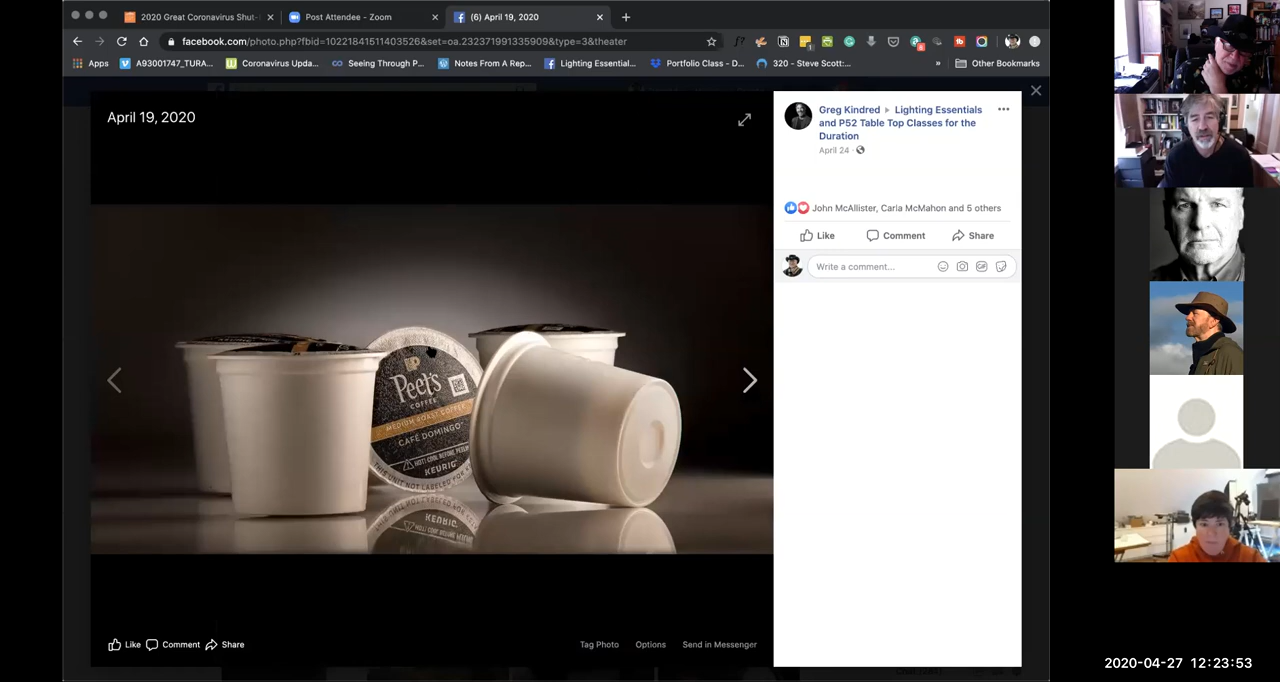 2020 Great Coronavirus Shut-
Post Attendee - Zoom
(6) April 19, 2020
facebook.com/photo.php?fbid=10221841511403526&set=oa.232371991335909&type=3&theater
Apps
A93001747_TURA...
Coronavirus Upda...
Seeing Through P...
Notes From A Rep...
Lighting Essential...
Portfolio Class - D...
320 - Steve Scott:...
»
Other Bookmarks
April 19, 2020
Greg Kindred ▸ Lighting Essentials
and P52 Table Top Classes for the
Duration
April 24 ·
John McAllister, Carla McMahon and 5 others
Like
Comment
Share
Write a comment...
GIF
Peet's
COFFEE
MEDIUM ROAST COFFEE
CAFÉ DOMINGO
KEURIG
Like
Comment
Share
Tag Photo
Options
Send in Messenger
2020-04-27 12:23:53